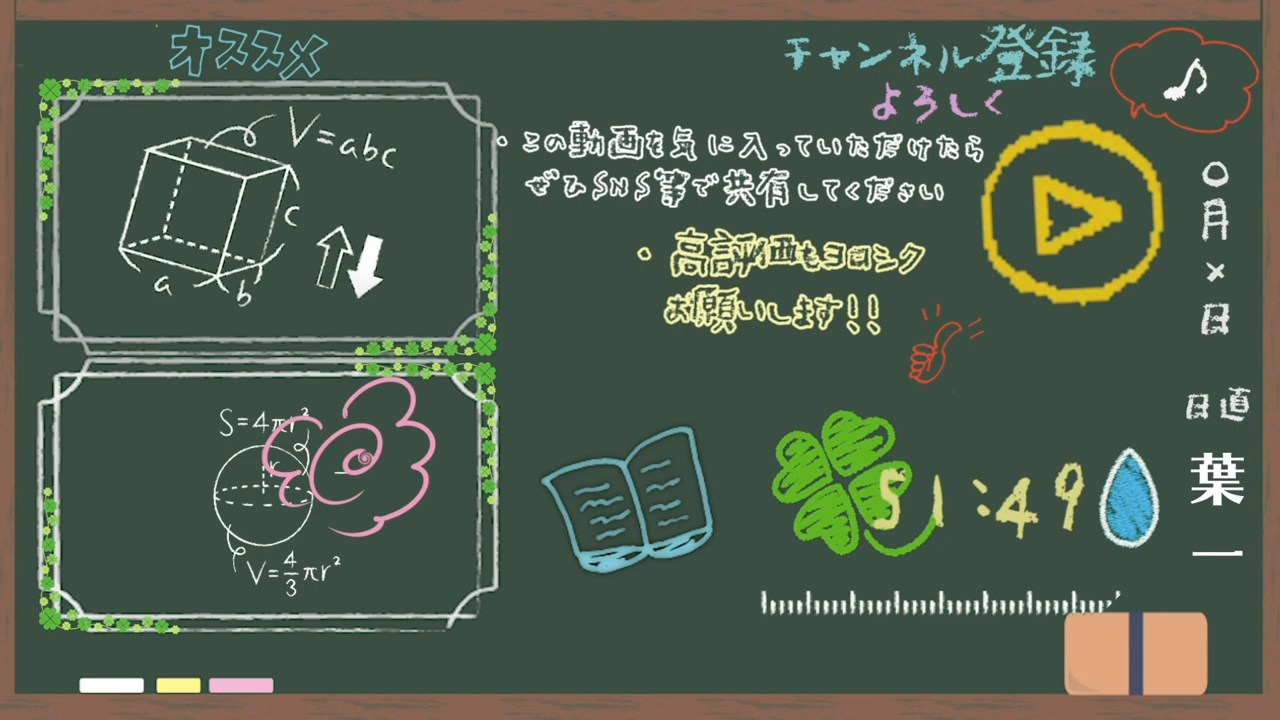 オススメ
V=abc
a
b
c
S=4πr²
r
V=4/3πr²
チャンネル登録
よろしく
・この動画を気に入っていただけたら
ぜひSNS等で共有してください
・高評価もヨロシク
お願いします!!
51:49
〇月×日
日直
葉一